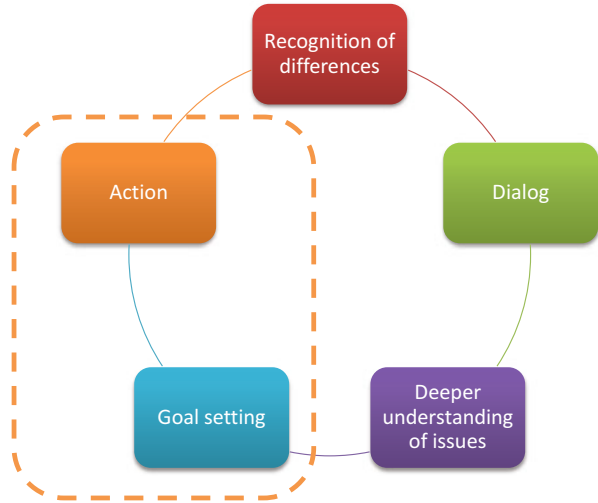 Recognition of
differences
Dialog
Deeper
understanding
of issues
Goal setting
Action